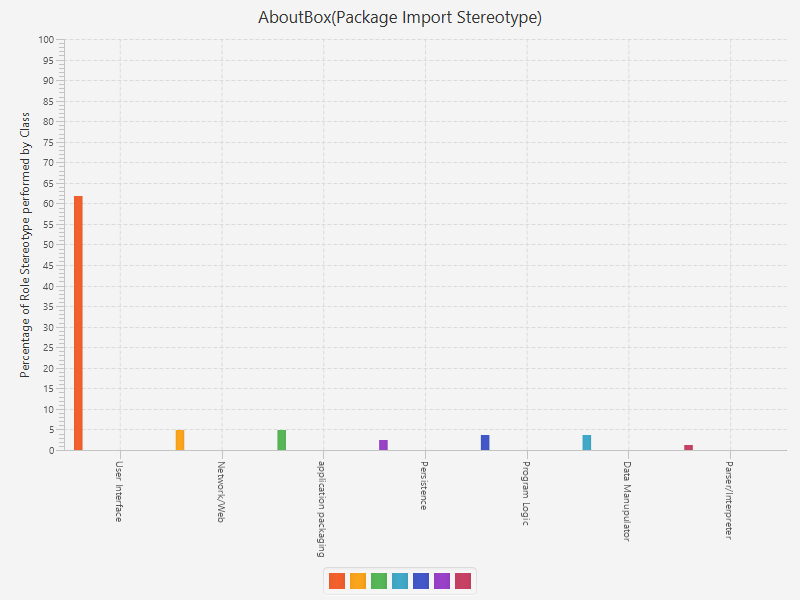 AboutBox(Package Import Stereotype)
Percentage of Role Stereotype performed by Class
100
95
90
85
80
75
70
65
60
55
50
45
40
35
30
25
20
15
10
5
0
User Interface
Network/Web
application packaging
Persistence
Program Logic
Data Manupulator
Parser/Interpreter